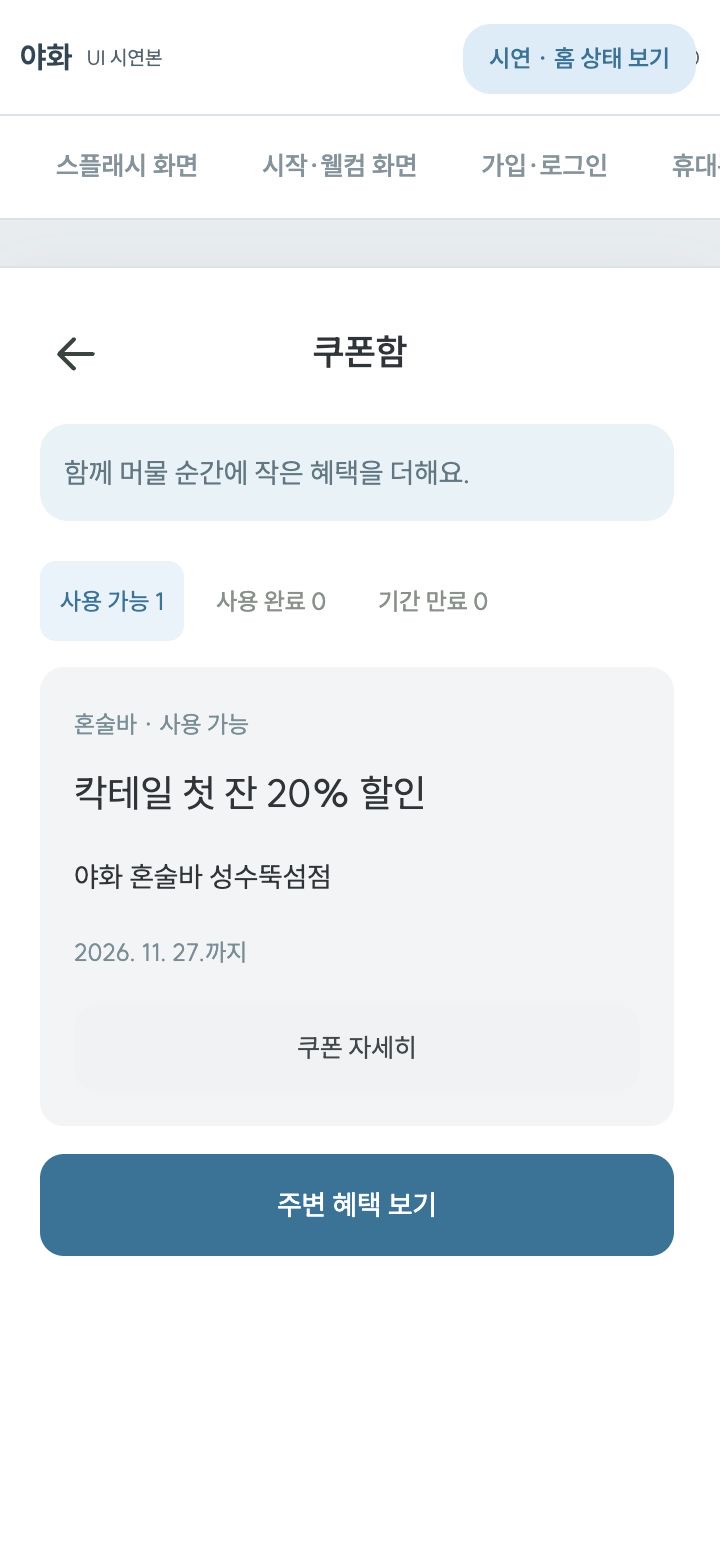 야화 UI 시연본
시연 · 홈 상태 보기
스플래시 화면 시작·웰컴 화면 가입·로그인 휴대
쿠폰함
함께 머물 순간에 작은 혜택을 더해요.
사용 가능 1 사용 완료 0 기간 만료 0
혼술바 · 사용 가능
칵테일 첫 잔 20% 할인
야화 혼술바 성수뚝섬점
2026. 11. 27.까지
쿠폰 자세히
주변 혜택 보기